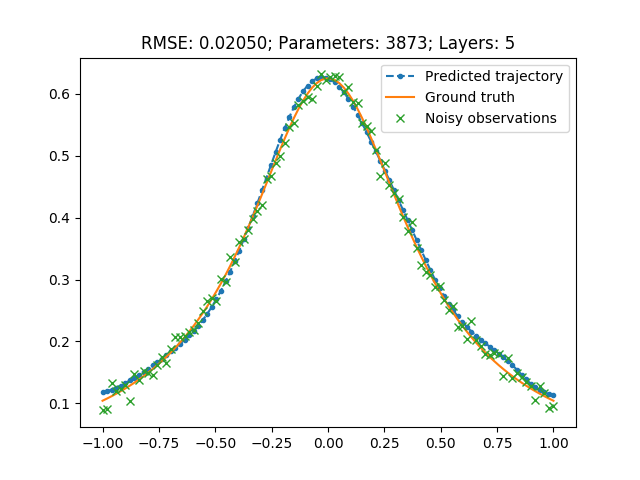 RMSE: 0.02050; Parameters: 3873; Layers: 5
Predicted trajectory
Ground truth
Noisy observations
0.6
0.5
0.4
0.3
0.2
0.1
−1.00 −0.75 −0.50 −0.25 0.00 0.25 0.50 0.75 1.00